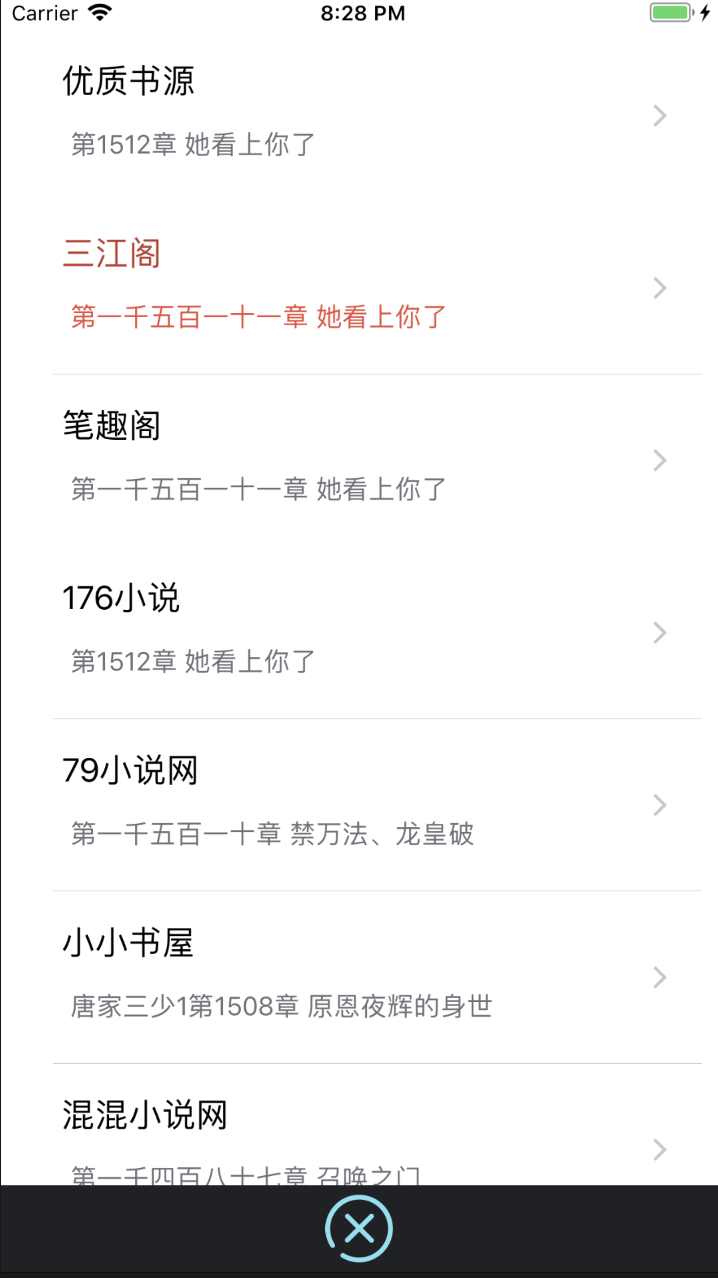 Carrier 8:28 PM
优质书源
第1512章 她看上你了
三江阁
第一千五百一十一章 她看上你了
笔趣阁
第一千五百一十一章 她看上你了
176小说
第1512章 她看上你了
79小说网
第一千五百一十章 禁万法、龙皇破
小小书屋
唐家三少1第1508章 原恩夜辉的身世
混混小说网
第一千四百八十七章 召唤之门